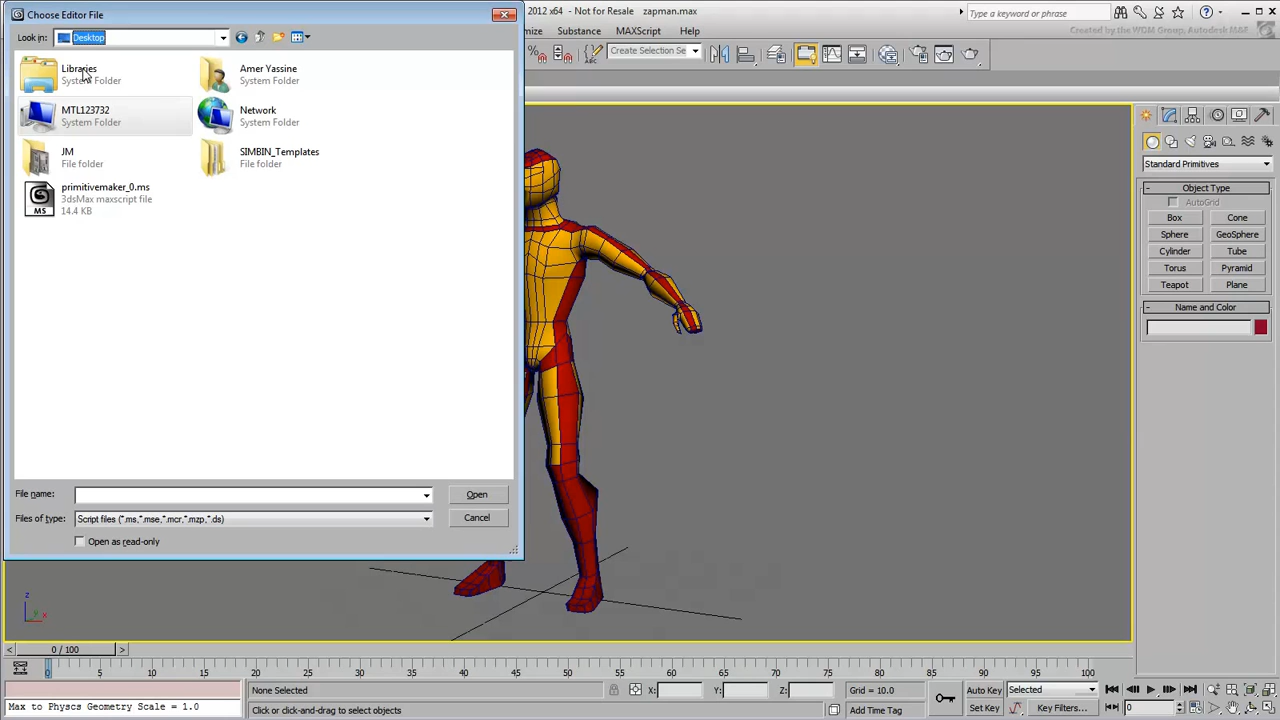 Choose Editor File
2012 x64 - Not for Resale    zapman.max
Type a keyword or phrase
Look in: Desktop
mize Substance MAXScript Help
Created by the WDM Group,
Create Selection Se
Libraries
System Folder
Amer Yassine
System Folder
MTL123732
System Folder
Network
System Folder
JM
File folder
SIMBIN_Templates
File folder
primitivemaker_0.ms
3dsMax maxscript file
14.4 KB
MS
Standard Primitives
- Object Type
AutoGrid
Box Cone
Sphere GeoSphere
Cylinder Tube
Torus Pyramid
Teapot Plane
- Name and Color
File name: Open
Files of type: Script files (*.ms,*.mse,*.mcr,*.mzp,*.ds) Cancel
Open as read-only
z
y
x
< 0 / 100 >
0 5 10 15 20 25 30 35 40 45 50 55 60 65 70 75 80 85 90 95 100
None Selected X: Y: Z: Grid = 10.0 Auto Key Selected
Max to Physcs Geometry Scale = 1.0 Click or click-and-drag to select objects Add Time Tag Set Key Key Filters... 0